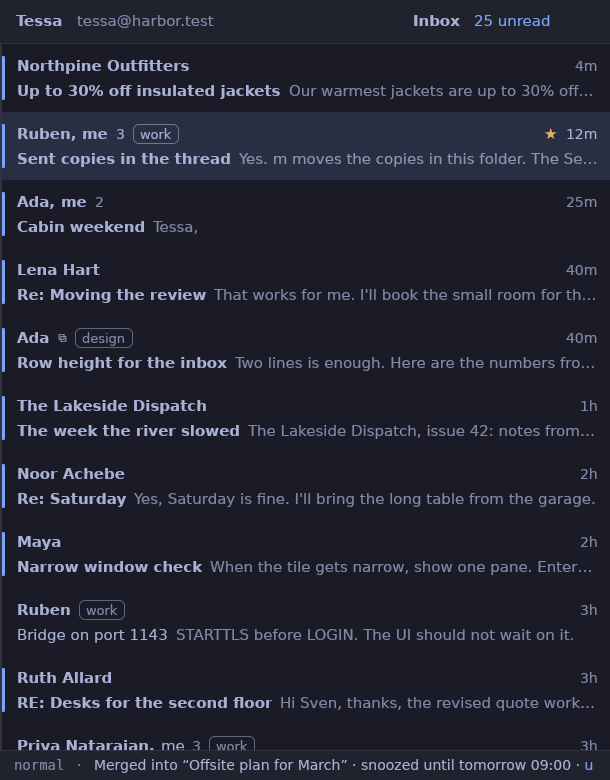 Tessa tessa@harbor.test Inbox 25 unread
Northpine Outfitters 4m
Up to 30% off insulated jackets Our warmest jackets are up to 30% off…
Ruben, me 3 work ★ 12m
Sent copies in the thread Yes. m moves the copies in this folder. The Se…
Ada, me 2 25m
Cabin weekend Tessa,
Lena Hart 40m
Re: Moving the review That works for me. I'll book the small room for th…
Ada design 40m
Row height for the inbox Two lines is enough. Here are the numbers fro…
The Lakeside Dispatch 1h
The week the river slowed The Lakeside Dispatch, issue 42: notes from…
Noor Achebe 2h
Re: Saturday Yes, Saturday is fine. I'll bring the long table from the garage.
Maya 2h
Narrow window check When the tile gets narrow, show one pane. Enter…
Ruben work 3h
Bridge on port 1143 STARTTLS before LOGIN. The UI should not wait on it.
Ruth Allard 3h
RE: Desks for the second floor Hi Sven, thanks, the revised quote work…
Priya Natarajan, me 3 work 3h
normal · Merged into “Offsite plan for March” · snoozed until tomorrow 09:00 · u